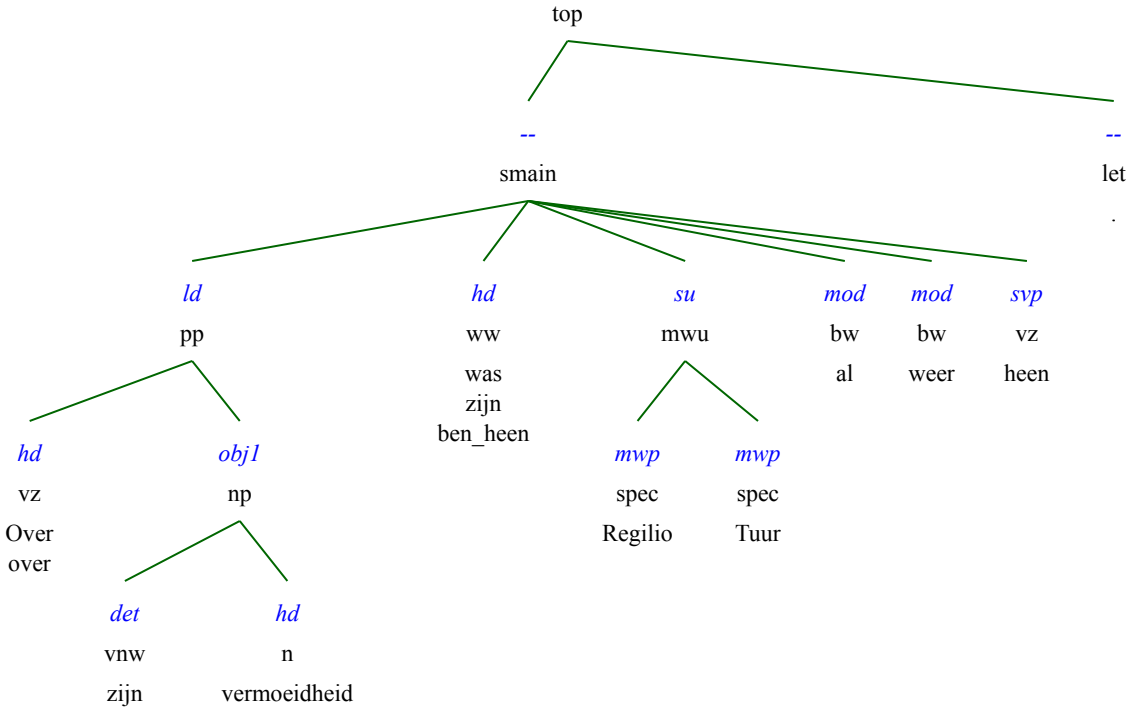 top
-- --
smain let
.
ld hd su mod mod svp
pp ww mwu bw bw vz
was al weer heen
zijn
ben_heen
hd obj1 mwp mwp
vz np spec spec
Over Regilio Tuur
over
det hd
vnw n
zijn vermoeidheid